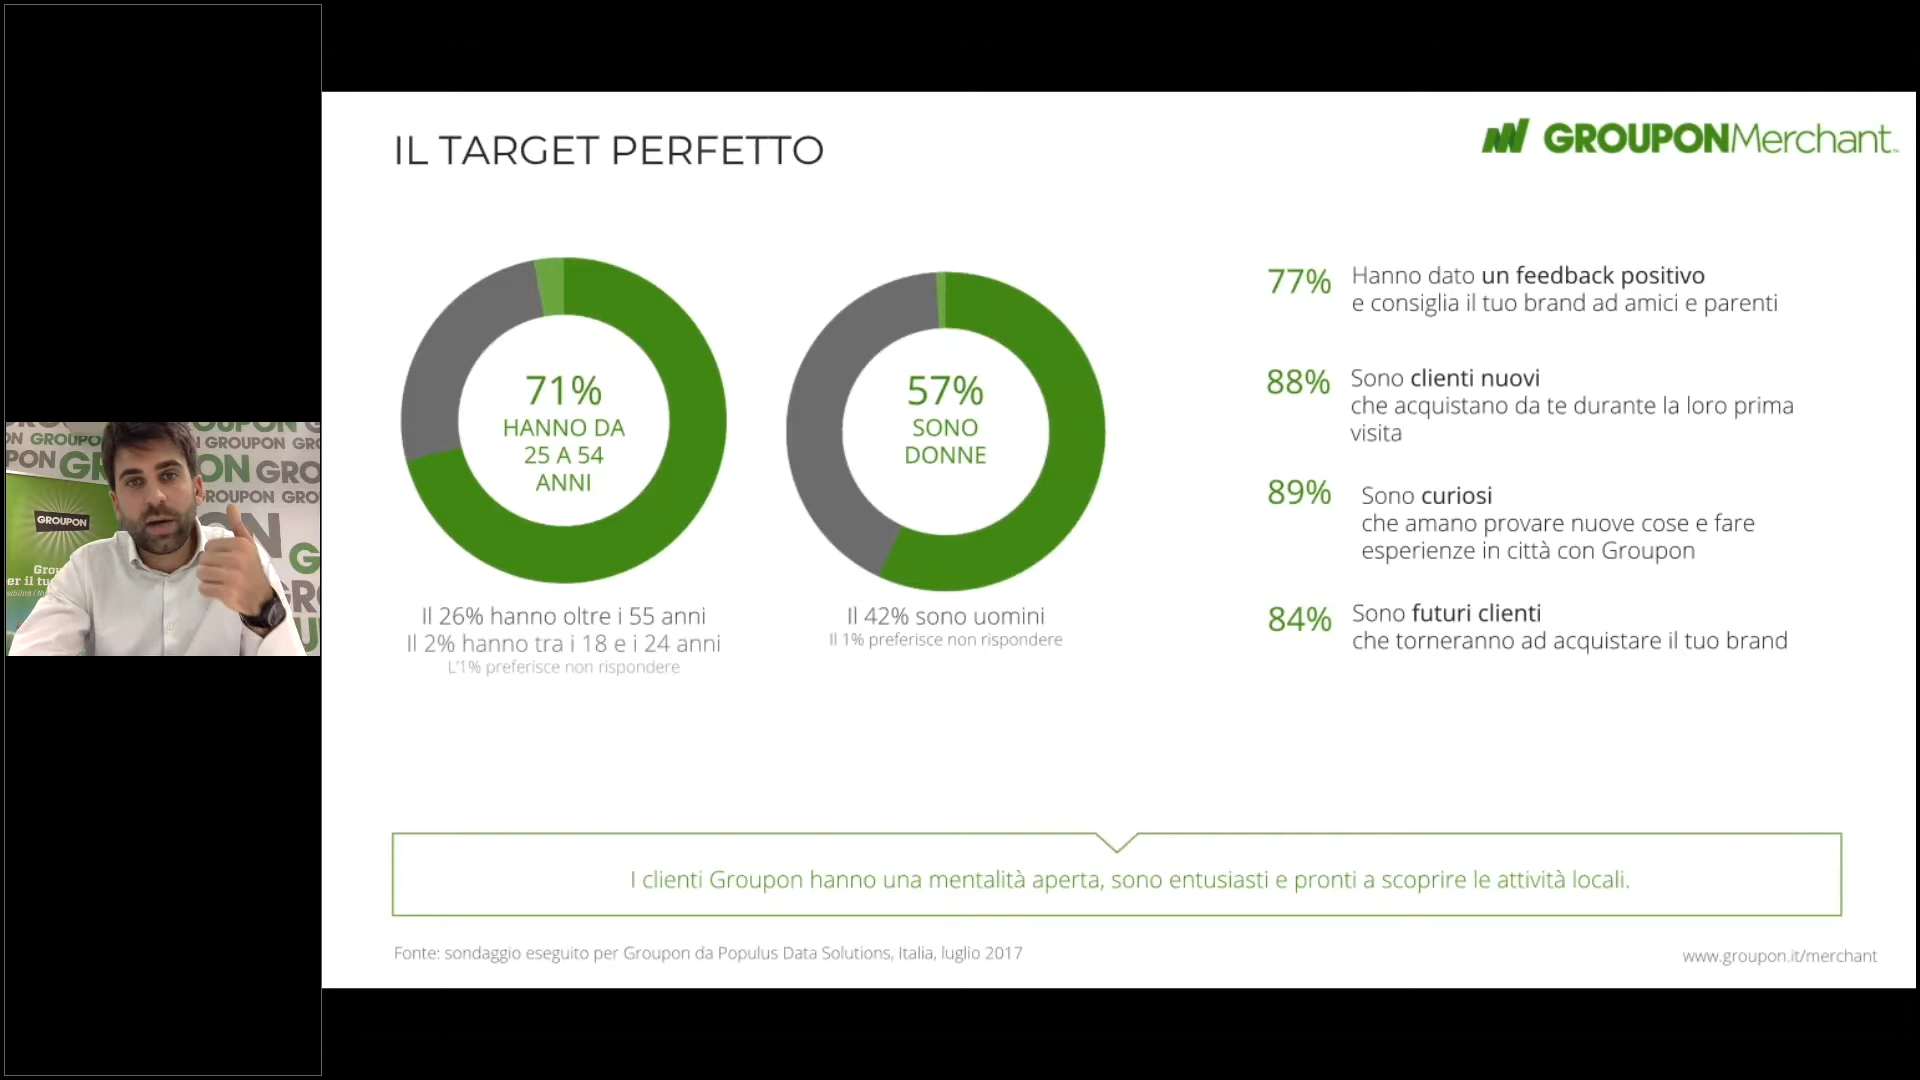 IL TARGET PERFETTO
GROUPONMerchant
71%
HANNO DA
25 A 54
ANNI
Il 26% hanno oltre i 55 anni
Il 2% hanno tra i 18 e i 24 anni
L'1% preferisce non rispondere
57%
SONO
DONNE
Il 42% sono uomini
Il 1% preferisce non rispondere
77% Hanno dato un feedback positivo
e consiglia il tuo brand ad amici e parenti
88% Sono clienti nuovi
che acquistano da te durante la loro prima
visita
89% Sono curiosi
che amano provare nuove cose e fare
esperienze in città con Groupon
84% Sono futuri clienti
che torneranno ad acquistare il tuo brand
I clienti Groupon hanno una mentalità aperta, sono entusiasti e pronti a scoprire le attività locali.
Fonte: sondaggio eseguito per Groupon da Populus Data Solutions, Italia, luglio 2017
www.groupon.it/merchant
GROUPON
GROUPON
GROUPON